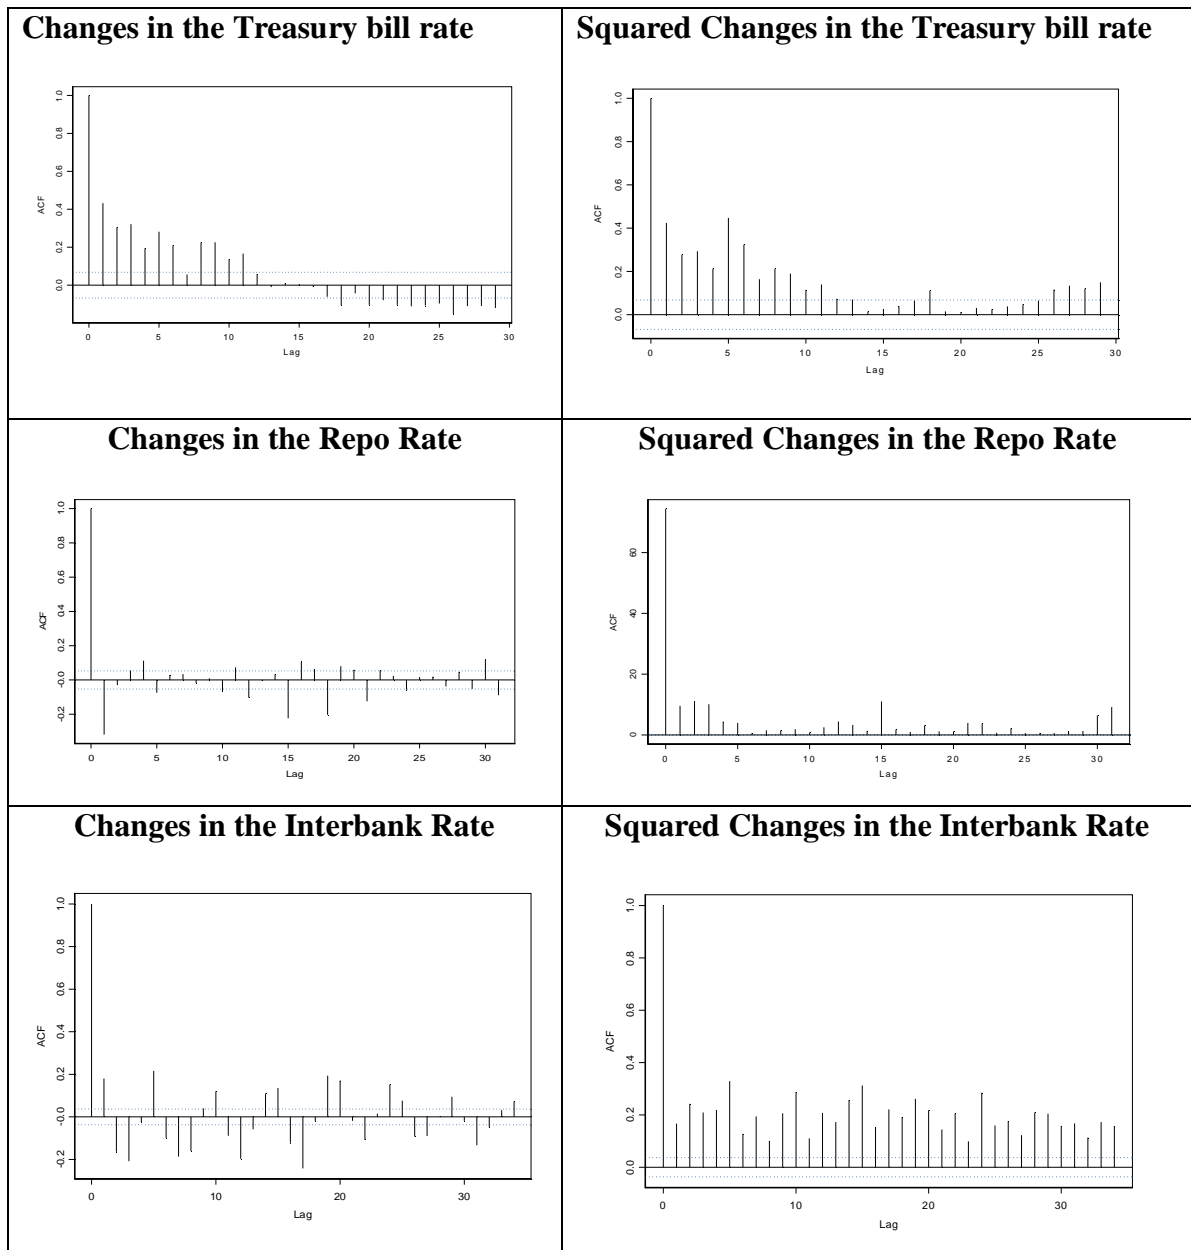 Changes in the Treasury bill rate
Squared Changes in the Treasury bill rate
1.0
0.8
0.6
0.4
0.2
0.0
ACF
0 5 10 15 20 25 30
Lag
1.0
0.8
0.6
0.4
0.2
0.0
ACF
0 5 10 15 20 25 30
Lag
Changes in the Repo Rate
Squared Changes in the Repo Rate
1.0
0.8
0.6
0.4
0.2
-0.0
-0.2
ACF
0 5 10 15 20 25 30
Lag
60
40
20
0
ACF
0 5 10 15 20 25 30
Lag
Changes in the Interbank Rate
Squared Changes in the Interbank Rate
1.0
0.8
0.6
0.4
0.2
-0.0
-0.2
ACF
0 10 20 30
Lag
1.0
0.8
0.6
0.4
0.2
0.0
ACF
0 10 20 30
Lag